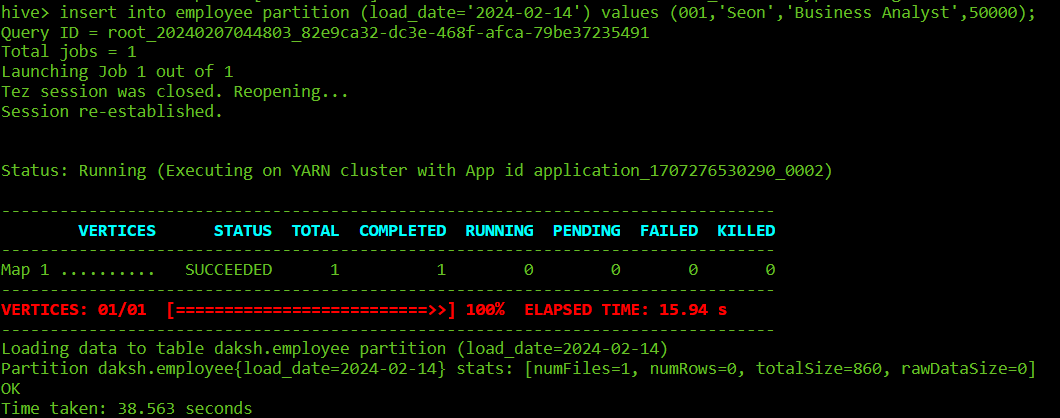 hive> insert into employee partition (load_date='2024-02-14') values (001,'Seon','Business Analyst',50000);
Query ID = root_20240207044803_82e9ca32-dc3e-468f-afca-79be37235491
Total jobs = 1
Launching Job 1 out of 1
Tez session was closed. Reopening...
Session re-established.
Status: Running (Executing on YARN cluster with App id application_1707276530290_0002)
--------------------------------------------------------------------------------
VERTICES STATUS TOTAL COMPLETED RUNNING PENDING FAILED KILLED
--------------------------------------------------------------------------------
Map 1 .......... SUCCEEDED 1 1 0 0 0 0
--------------------------------------------------------------------------------
VERTICES: 01/01 [==========================>>] 100% ELAPSED TIME: 15.94 s
--------------------------------------------------------------------------------
Loading data to table daksh.employee partition (load_date=2024-02-14)
Partition daksh.employee{load_date=2024-02-14} stats: [numFiles=1, numRows=0, totalSize=860, rawDataSize=0]
OK
Time taken: 38.563 seconds